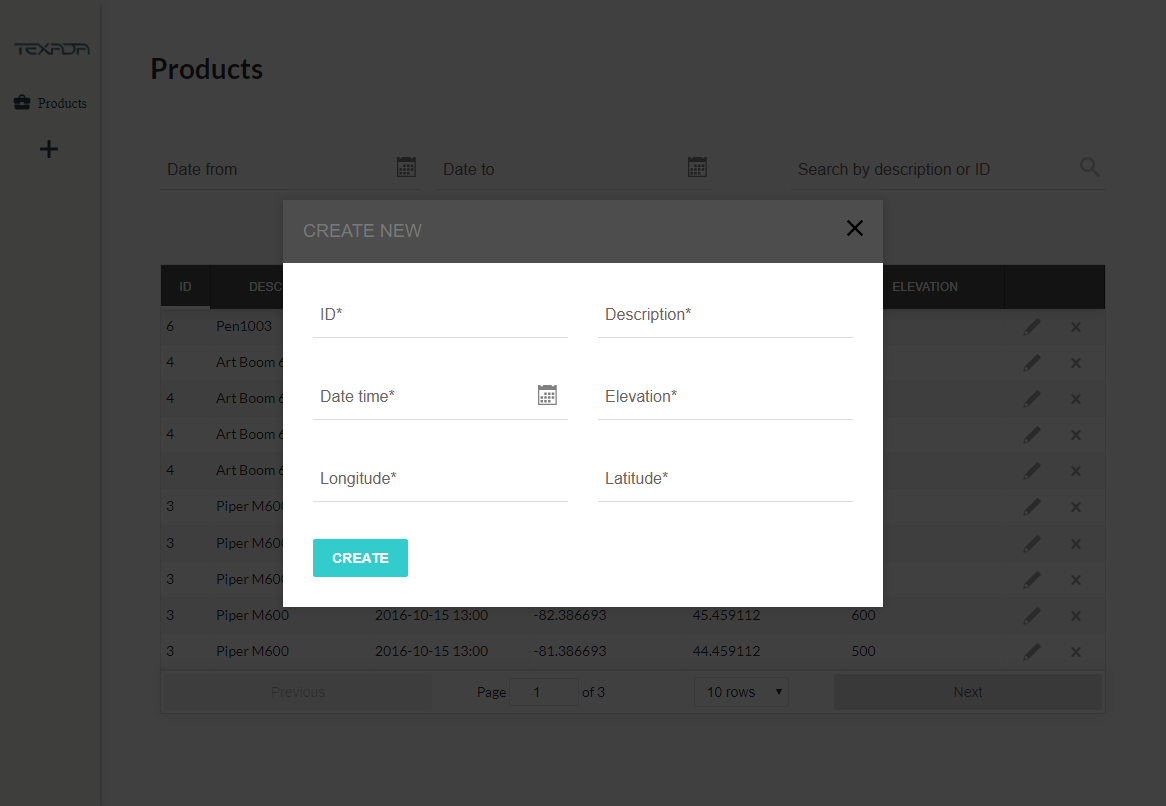 TEXADA
Products
Products
Date from
Date to
Search by description or ID
CREATE NEW
ID
DESC
ELEVATION
ID*
Description*
Date time*
Elevation*
Longitude*
Latitude*
CREATE
6 Pen1003
4 Art Boom 6
4 Art Boom 6
4 Art Boom 6
4 Art Boom 6
3 Piper M600
3 Piper M600
3 Piper M600
3 Piper M600 2016-10-15 13:00 -82.386693 45.459112 600
3 Piper M600 2016-10-15 13:00 -81.386693 44.459112 500
Previous
Page 1 of 3
10 rows
Next